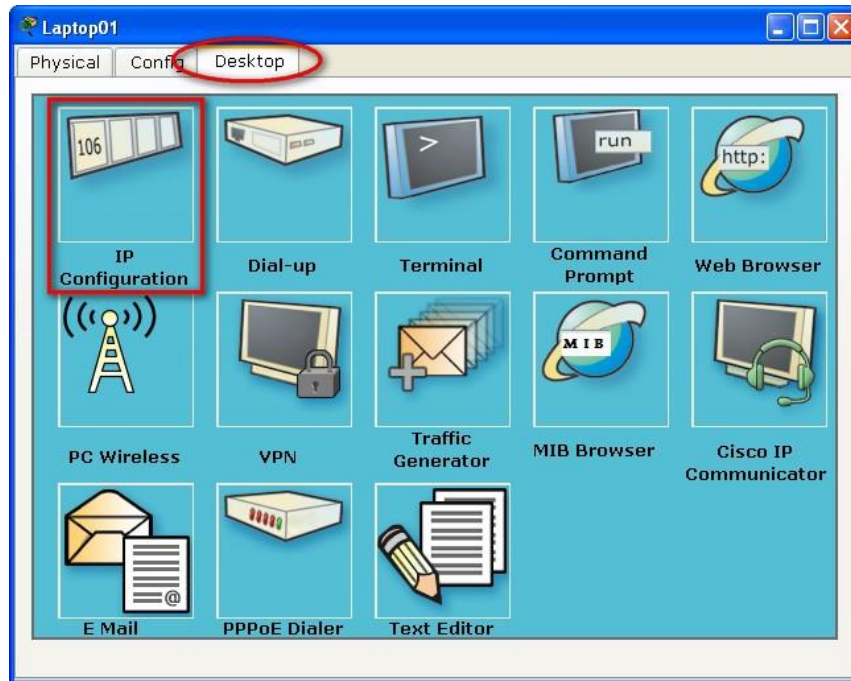 Laptop01
Physical Config Desktop
106
>
run
http:
IP
Configuration
Dial-up
Terminal
Command
Prompt
Web Browser
MIB
PC Wireless
VPN
Traffic
Generator
MIB Browser
Cisco IP
Communicator
@
E Mail
PPPoE Dialer
Text Editor